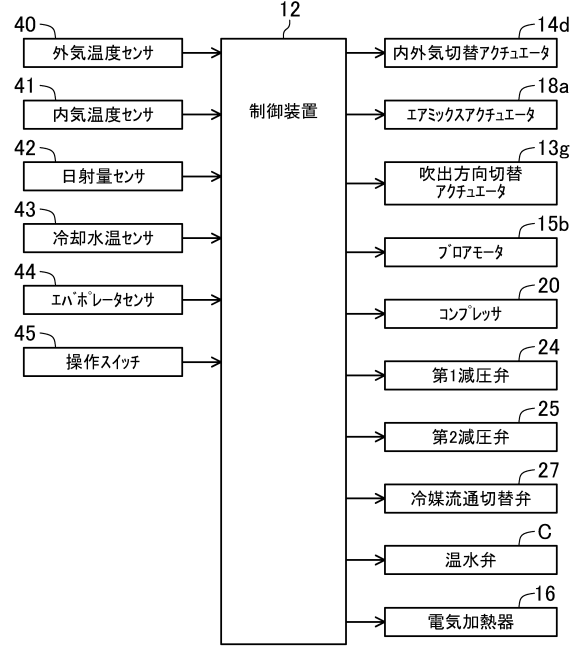 12
制御装置
40
外気温度センサ
41
内気温度センサ
42
日射量センサ
43
冷却水温センサ
44
エバポレータセンサ
45
操作スイッチ
14d
内外気切替アクチュエータ
18a
エアミックスアクチュエータ
13g
吹出方向切替
アクチュエータ
15b
ブロアモータ
20
コンプレッサ
24
第1減圧弁
25
第2減圧弁
27
冷媒流通切替弁
C
温水弁
16
電気加熱器